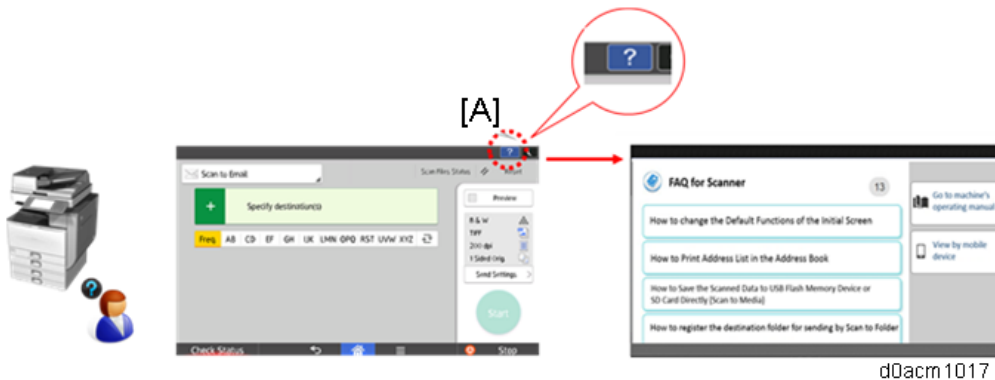 ?
[A]
?
Scan to Email
Scan Files Status
Reset
+ Specify destination(s)
Preview
Freq. AB CD EF GH IJK LMN OPQ RST UVW XYZ
B & W
TIFF
200 dpi
1 Sided Orig.
Send Settings >
Start
Check Status
Stop
?
FAQ for Scanner
13
How to change the Default Functions of the Initial Screen
How to Print Address List in the Address Book
How to Save the Scanned Data to USB Flash Memory Device or
SD Card Directly (Scan to Media)
How to register the destination folder for sending by Scan to Folder
Go to machine's
operating manual
View by mobile
device
d0acm1017